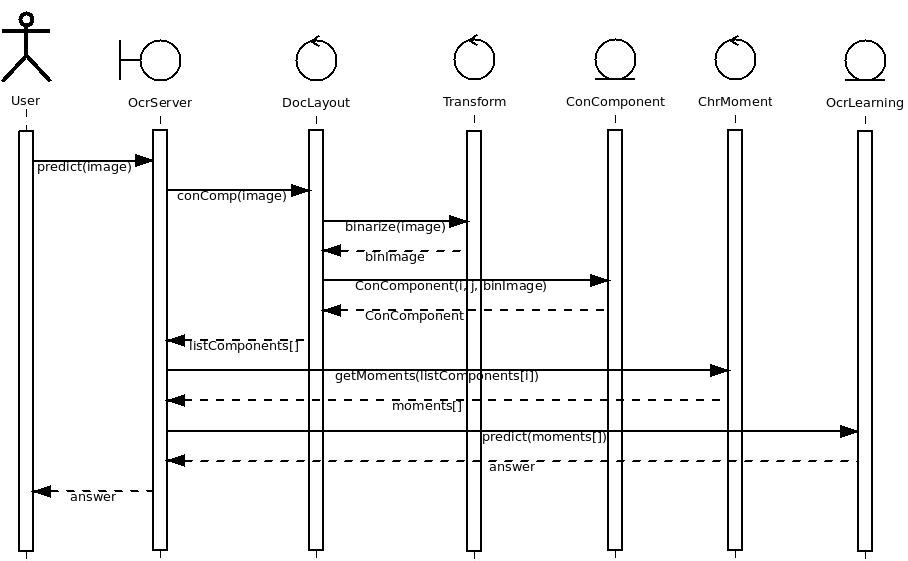 User
OcrServer
DocLayout
Transform
ConComponent
ChrMoment
OcrLearning
predict(image)
conComp(image)
binarize(image)
binImage
ConComponent(i, j, binImage)
ConComponent
listComponents[]
getMoments(listComponents[i])
moments[]
predict(moments[])
answer
answer